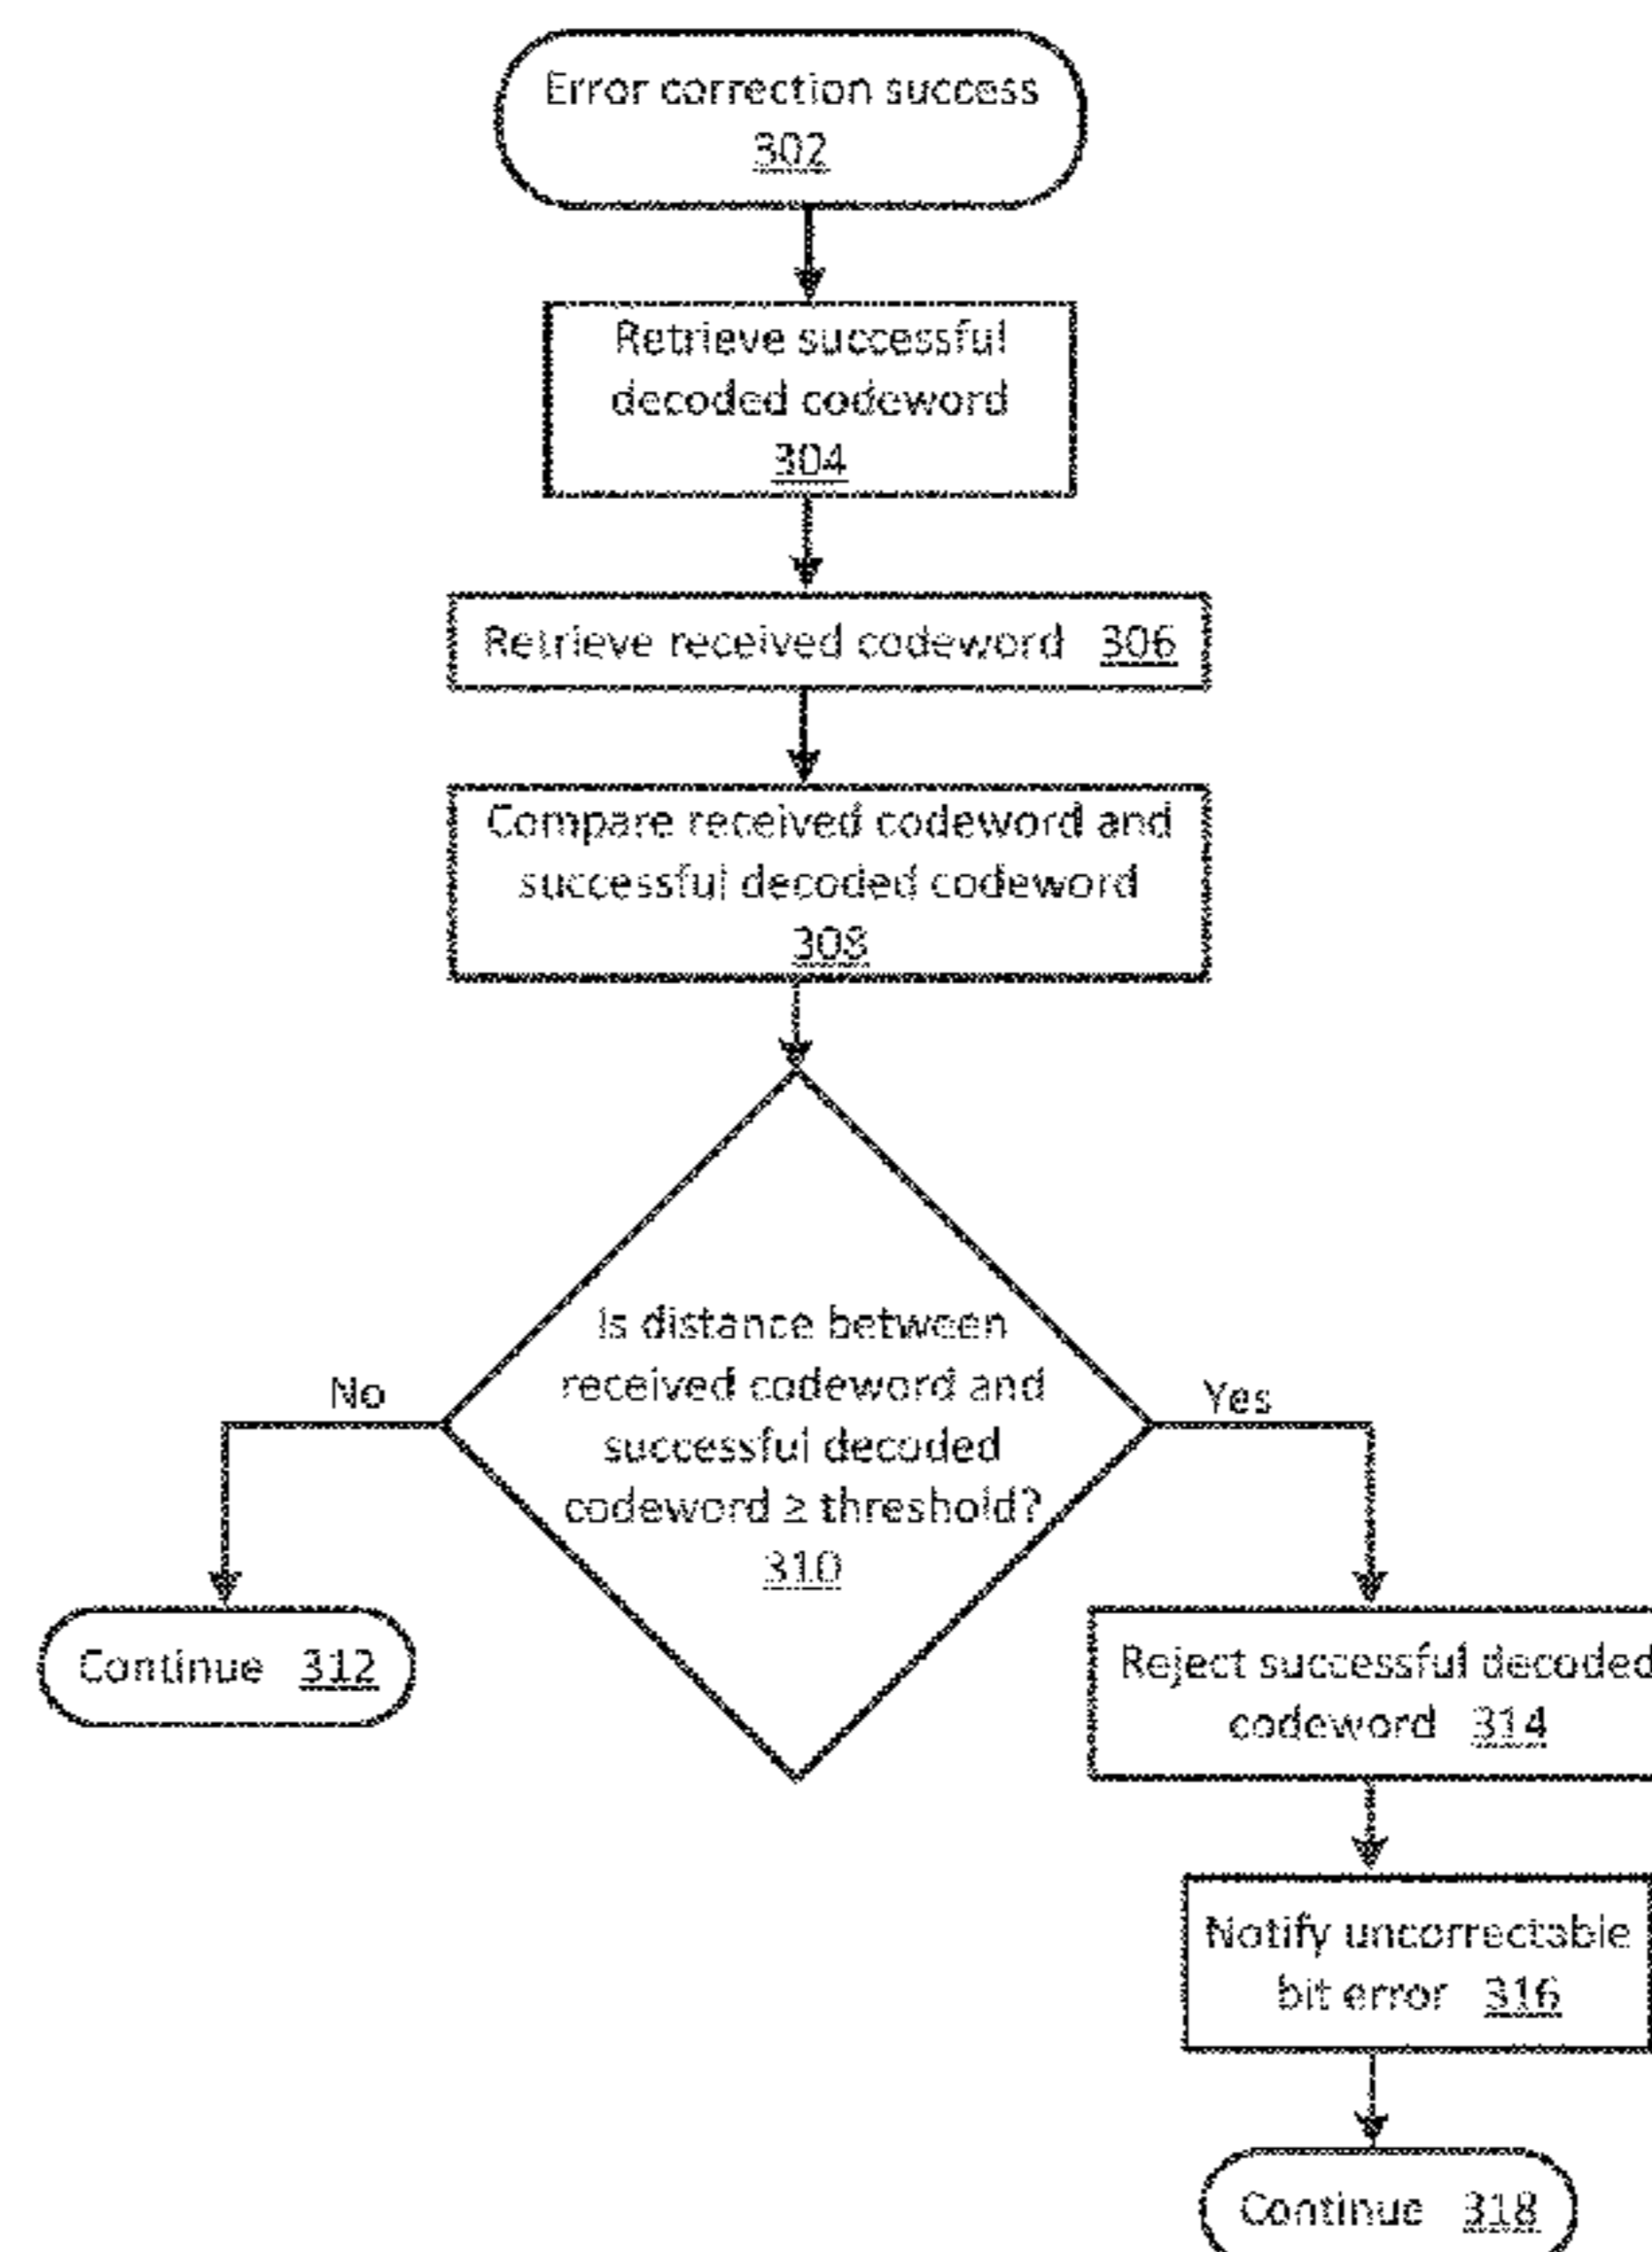 Error correction success
302
Retrieve successful
decoded codeword
304
Retrieve received codeword 306
Compare received codeword and
successful decoded codeword
308
Is distance between
received codeword and
successful decoded
codeword ≥ threshold?
310
No
Yes
Continue 312
Reject successful decoded
codeword 314
Notify uncorrectable
bit error 316
Continue 318